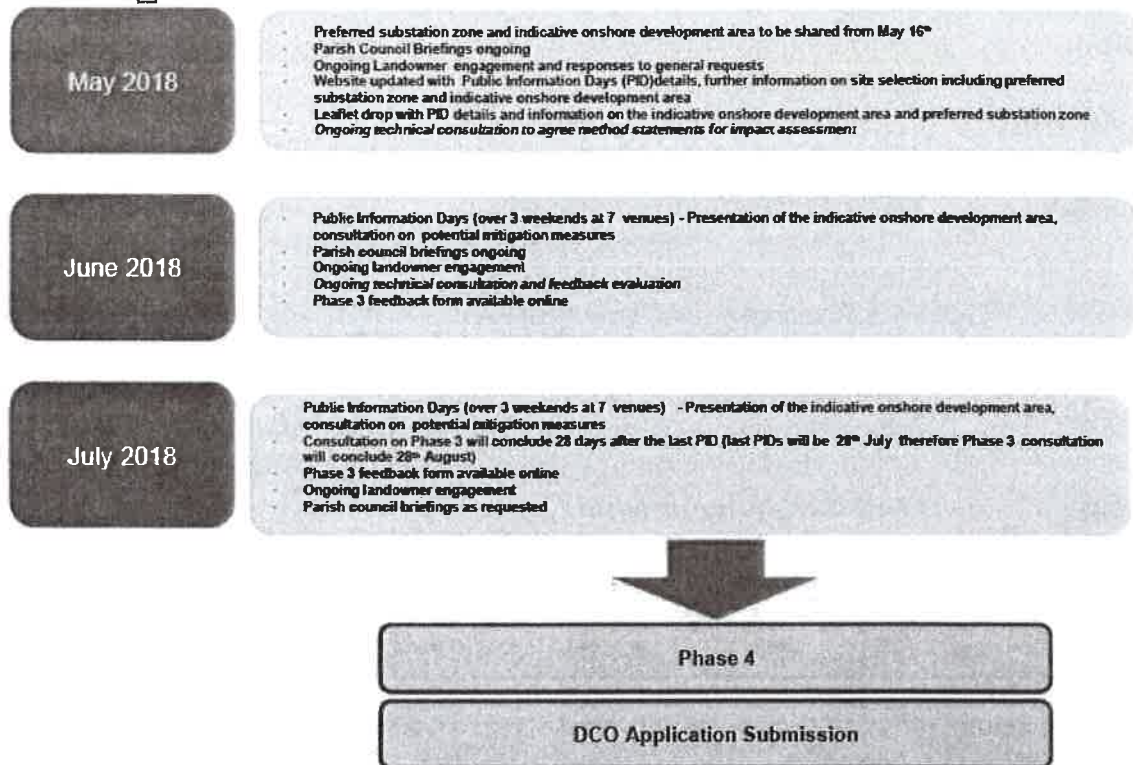 May 2018
- Preferred substation zone and indicative onshore development area to be shared from May 16th
- Parish Council Briefings ongoing
- Ongoing Landowner engagement and responses to general requests
- Website updated with Public Information Days (PID)details, further information on site selection including preferred
substation zone and indicative onshore development area
- Leaflet drop with PID details and information on the indicative onshore development area and preferred substation zone
- Ongoing technical consultation to agree method statements for impact assessment
June 2018
- Public Information Days (over 3 weekends at 7 venues) - Presentation of the indicative onshore development area,
consultation on potential mitigation measures
- Parish council briefings ongoing
- Ongoing landowner engagement
- Ongoing technical consultation and feedback evaluation
- Phase 3 feedback form available online
July 2018
- Public Information Days (over 3 weekends at 7 venues) - Presentation of the indicative onshore development area,
consultation on potential mitigation measures
- Consultation on Phase 3 will conclude 28 days after the last PID (last PIDs will be 28th July therefore Phase 3 consultation
will conclude 28th August)
- Phase 3 feedback form available online
- Ongoing landowner engagement
- Parish council briefings as requested
Phase 4
DCO Application Submission